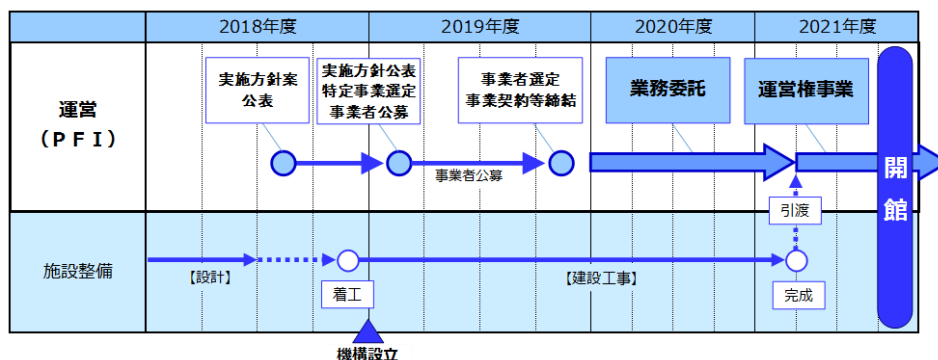 2018年度
2019年度
2020年度
2021年度
運営
（ＰＦＩ）
実施方針案
公表
実施方針公表
特定事業選定
事業者公募
事業者選定
事業契約等締結
業務委託
運営権事業
事業者公募
引渡
開館
施設整備
【設計】
着工
【建設工事】
完成
機構設立